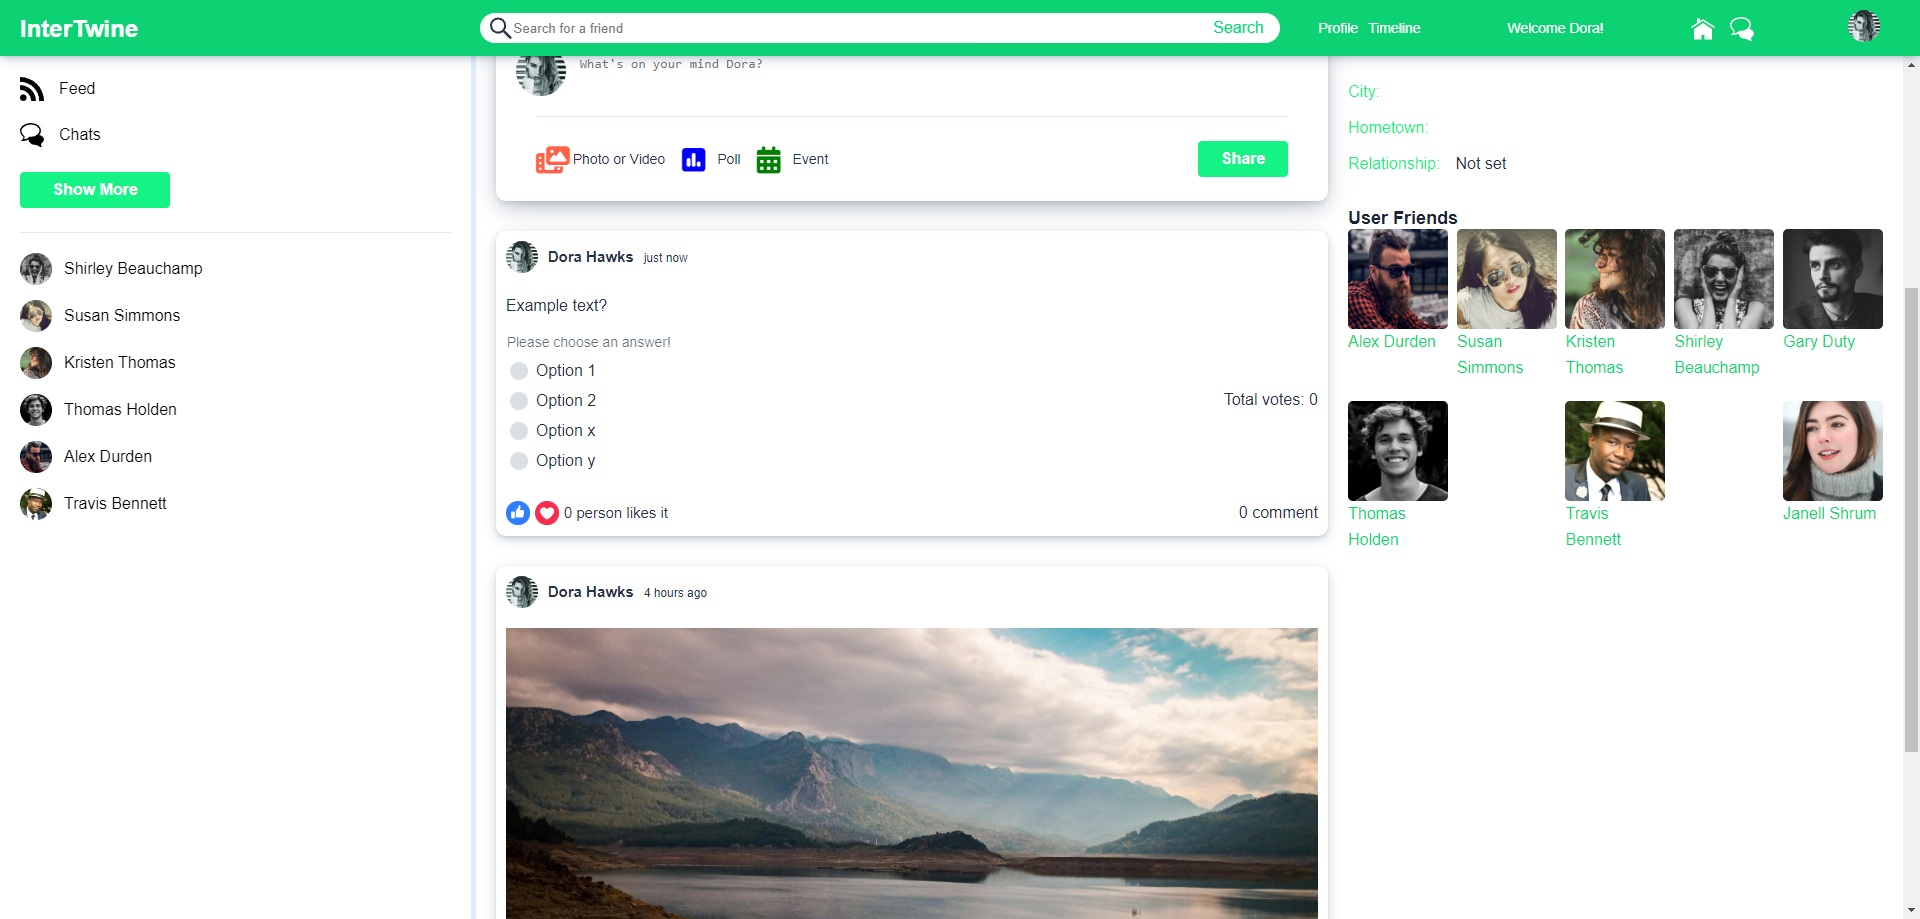 InterTwine
Search for a friend
Search
Profile Timeline
Welcome Dora!
Feed
Chats
Show More
Shirley Beauchamp
Susan Simmons
Kristen Thomas
Thomas Holden
Alex Durden
Travis Bennett
What's on your mind Dora?
Photo or Video
Poll
Event
Share
Dora Hawks just now
Example text?
Please choose an answer!
Option 1
Option 2
Option x
Option y
Total votes: 0
0 person likes it
0 comment
Dora Hawks 4 hours ago
City:
Hometown:
Relationship: Not set
User Friends
Alex Durden
Susan
Simmons
Kristen
Thomas
Shirley
Beauchamp
Gary Duty
Thomas
Holden
Travis
Bennett
Janell Shrum